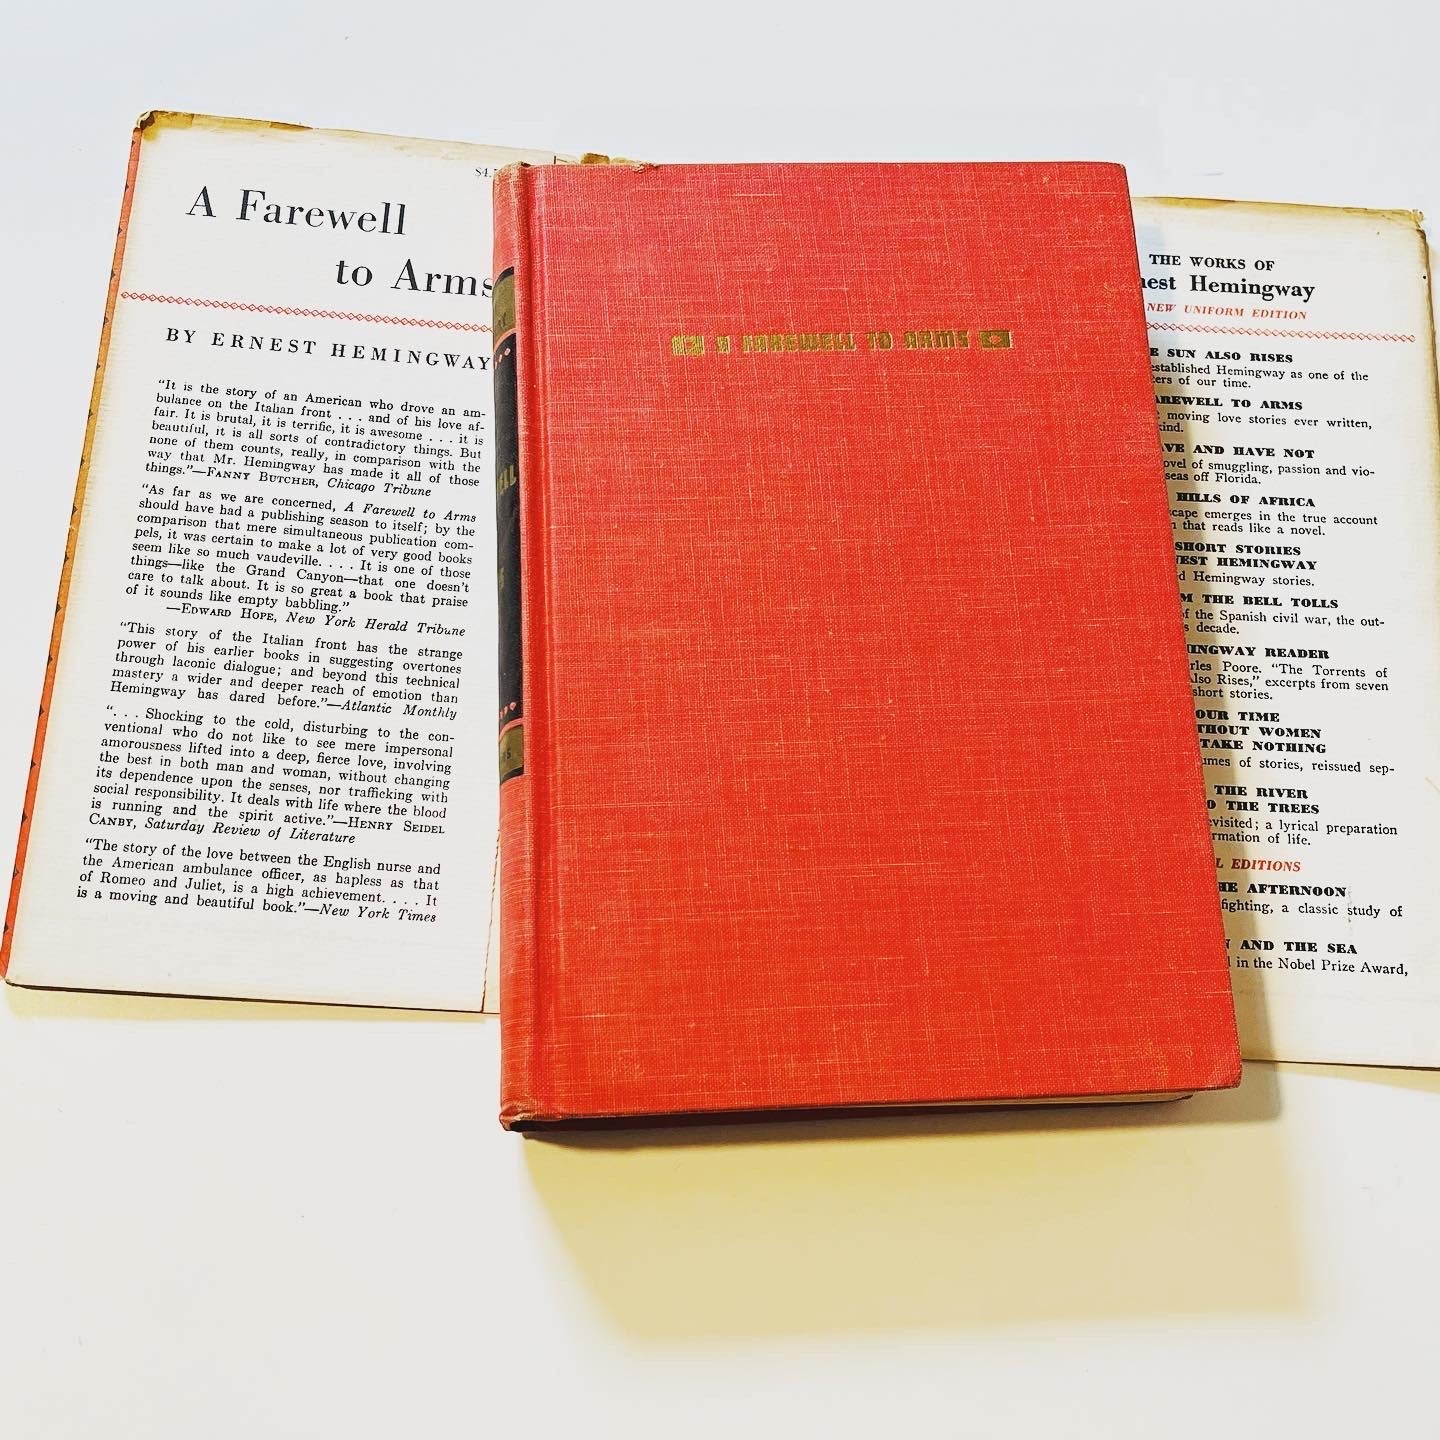 $4.
A Farewell
to Arms
BY ERNEST HEMINGWAY
“It is the story of an American who drove an am-
bulance on the Italian front . . . and of his love af-
fair. It is brutal, it is terrific, it is awesome . . . it is
beautiful, it is all sorts of contradictory things. But
none of them counts, really, in comparison with the
way that Mr. Hemingway has made it all of those
things.”—FANNY BUTCHER, Chicago Tribune
“As far as we are concerned, A Farewell to Arms
should have had a publishing season to itself; by the
comparison that mere simultaneous publication com-
pels, it was certain to make a lot of very good books
seem like so much vaudeville. . . . It is one of those
things—like the Grand Canyon—that one doesn’t
care to talk about. It is so great a book that praise
of it sounds like empty babbling.”
—EDWARD HOPE, New York Herald Tribune
“This story of the Italian front has the strange
power of his earlier books in suggesting overtones
through laconic dialogue; and beyond this technical
mastery a wider and deeper reach of emotion than
Hemingway has dared before.”—Atlantic Monthly
“. . . Shocking to the cold, disturbing to the con-
ventional who do not like to see mere impersonal
amorousness lifted into a deep, fierce love, involving
the best in both man and woman, without changing
its dependence upon the senses, nor trafficking with
social responsibility. It deals with life where the blood
is running and the spirit active.”—HENRY SEIDEL
CANBY, Saturday Review of Literature
“The story of the love between the English nurse and
the American ambulance officer, as hapless as that
of Romeo and Juliet, is a high achievement. . . . It
is a moving and beautiful book.”—New York Times
A FAREWELL TO ARMS
THE WORKS OF
nest Hemingway
NEW UNIFORM EDITION
E SUN ALSO RISES
established Hemingway as one of the
ters of our time.
AREWELL TO ARMS
moving love stories ever written,
kind.
AVE AND HAVE NOT
ovel of smuggling, passion and vio-
seas off Florida.
HILLS OF AFRICA
scape emerges in the true account
n that reads like a novel.
SHORT STORIES
NEST HEMINGWAY
d Hemingway stories.
M THE BELL TOLLS
of the Spanish civil war, the out-
s decade.
INGWAY READER
rles Poore. “The Torrents of
Also Rises,” excerpts from seven
short stories.
OUR TIME
THOUT WOMEN
TAKE NOTHING
umes of stories, reissued sep-
THE RIVER
O THE TREES
evisited; a lyrical preparation
rmation of life.
L EDITIONS
HE AFTERNOON
fighting, a classic study of
N AND THE SEA
l in the Nobel Prize Award,